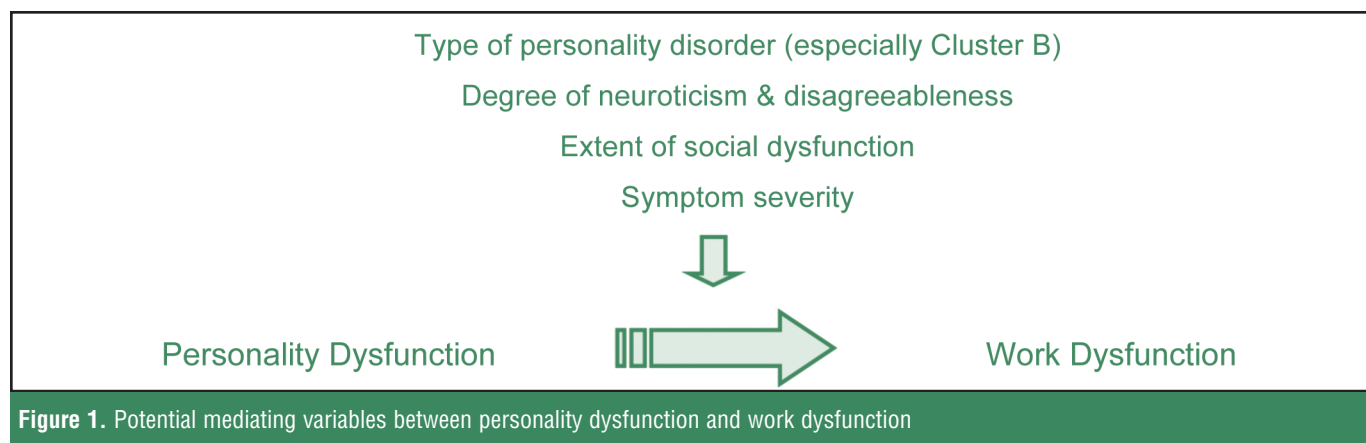 Type of personality disorder (especially Cluster B)
Degree of neuroticism & disagreeableness
Extent of social dysfunction
Symptom severity
Personality Dysfunction
Work Dysfunction
Figure 1. Potential mediating variables between personality dysfunction and work dysfunction